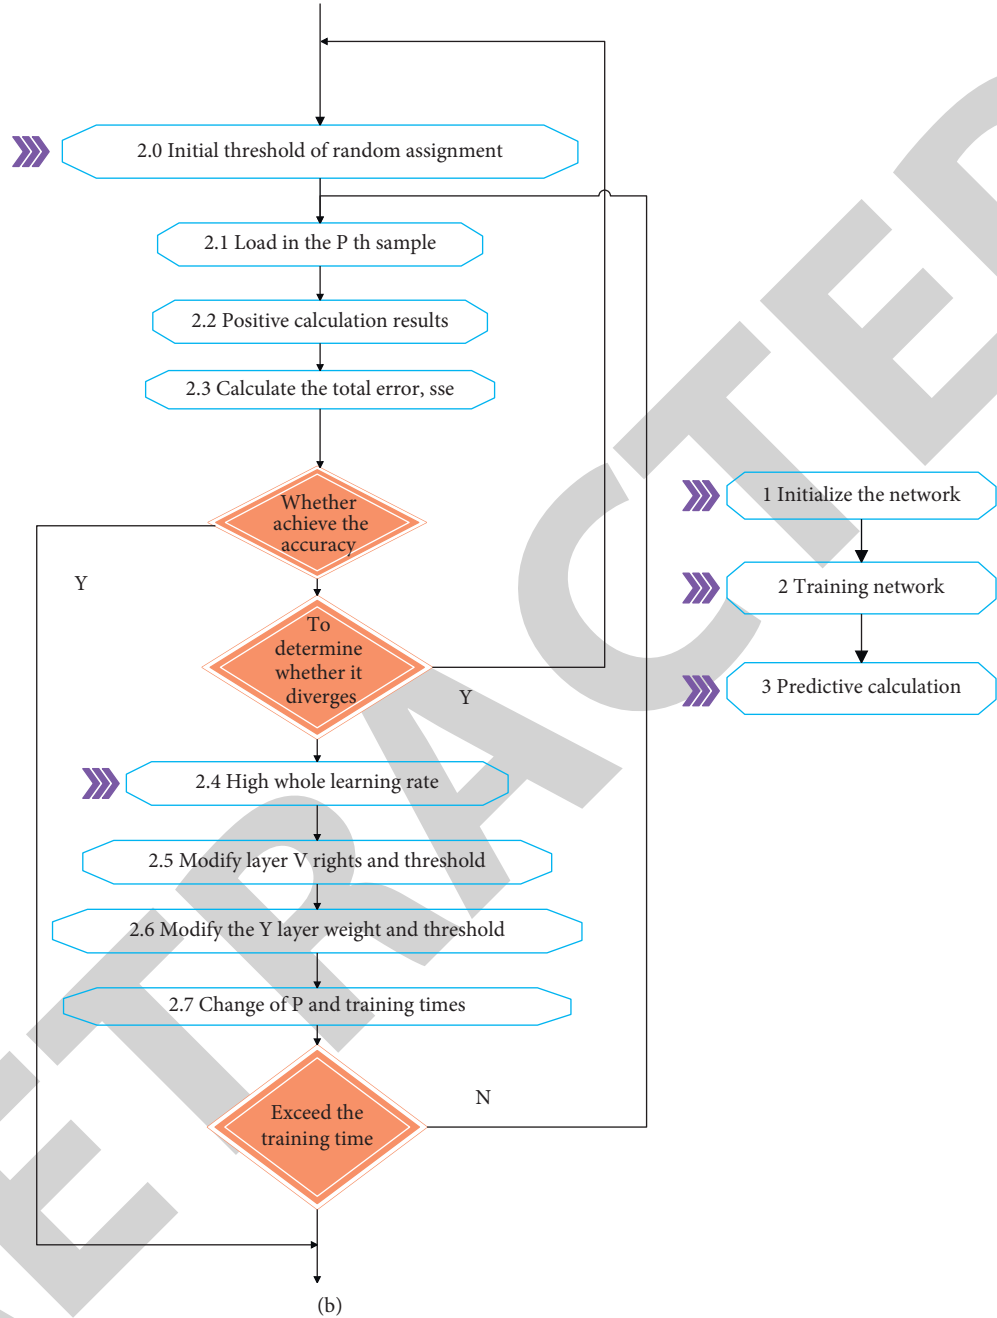 2.0 Initial threshold of random assignment
2.1 Load in the P th sample
2.2 Positive calculation results
2.3 Calculate the total error, sse
Whether
achieve the
accuracy
Y
To
determine
whether it
diverges
Y
2.4 High whole learning rate
2.5 Modify layer V rights and threshold
2.6 Modify the Y layer weight and threshold
2.7 Change of P and training times
Exceed the
training time
N
1 Initialize the network
2 Training network
3 Predictive calculation
(b)
RETRACTED